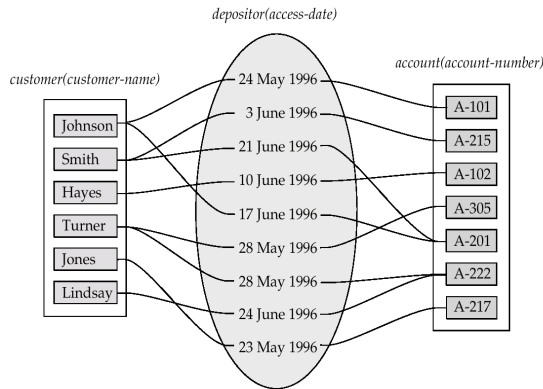 depositor(access-date)
customer(customer-name)
account(account-number)
Johnson
Smith
Hayes
Turner
Jones
Lindsay
24 May 1996
3 June 1996
21 June 1996
10 June 1996
17 June 1996
28 May 1996
28 May 1996
24 June 1996
23 May 1996
A-101
A-215
A-102
A-305
A-201
A-222
A-217